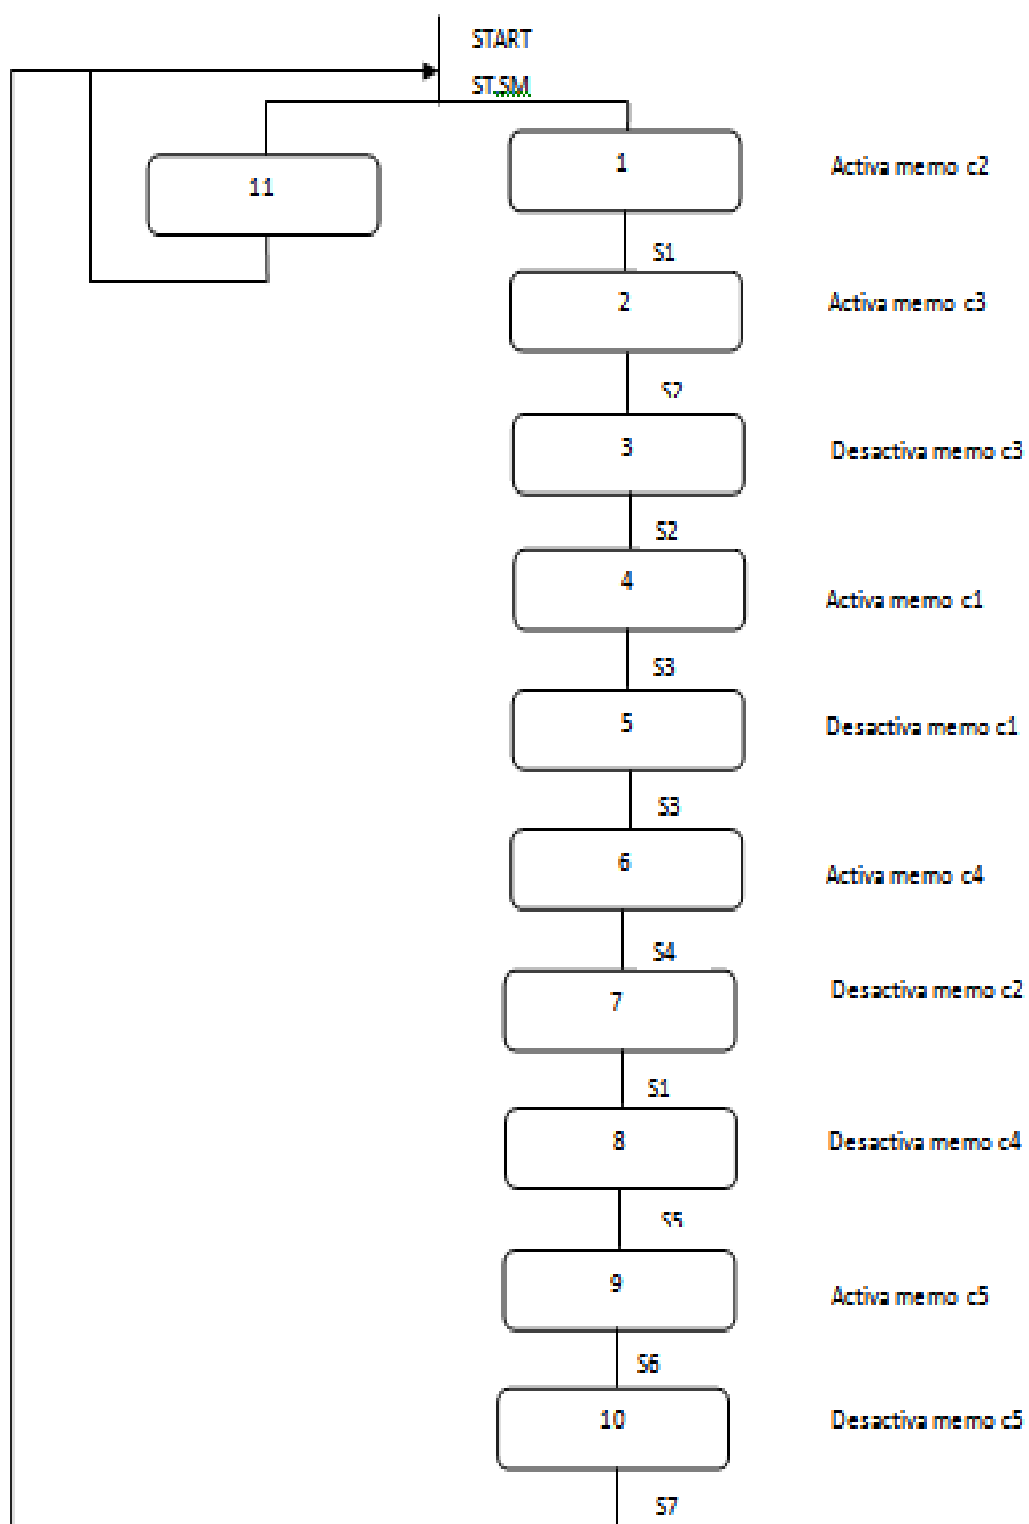 START
ST.SM
1
Activa memo c2
11
S1
2
Activa memo c3
S2
3
Desactiva memo c3
S2
4
Activa memo c1
S3
5
Desactiva memo c1
S3
6
Activa memo c4
S4
7
Desactiva memo c2
S1
8
Desactiva memo c4
S5
9
Activa memo c5
S6
10
Desactiva memo c5
S7